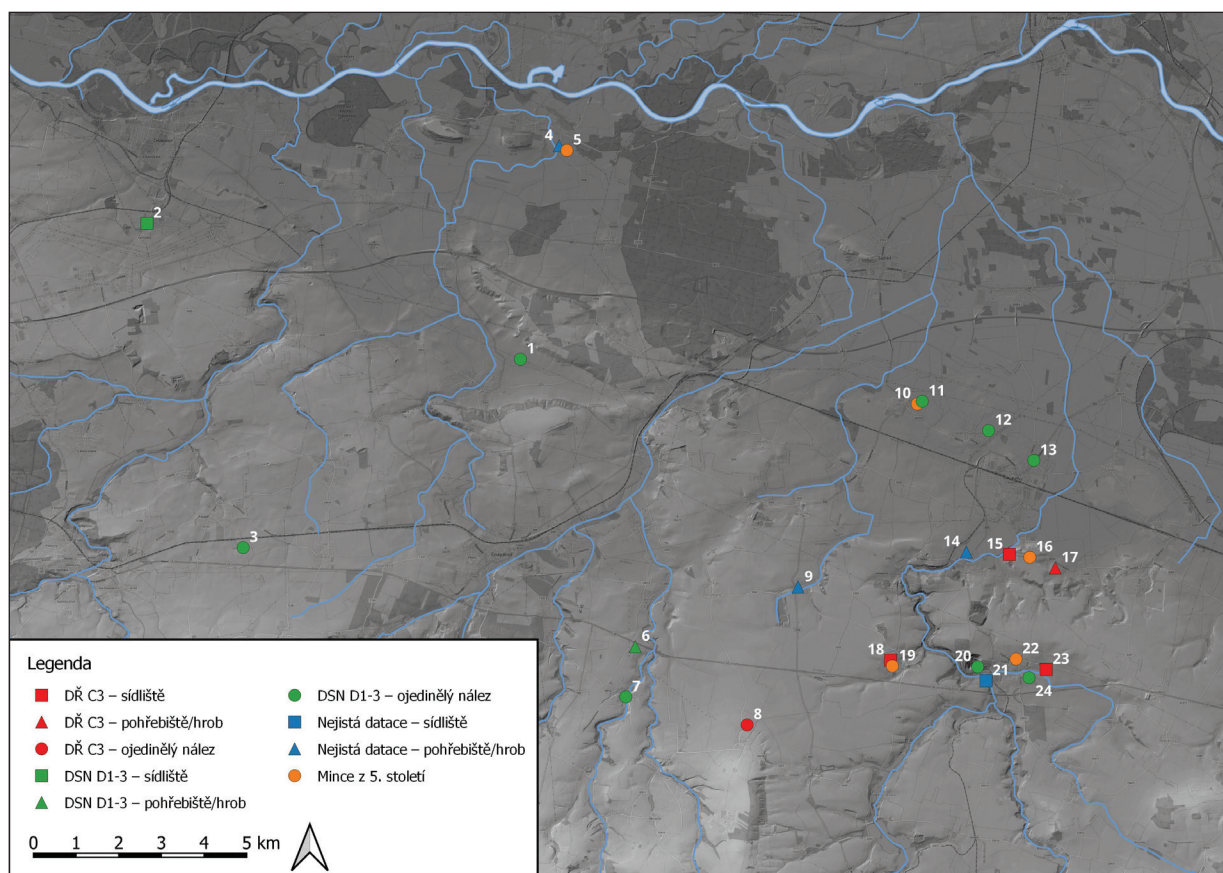 4
5
2
1
10
11
12
13
3
14
15
16
17
9
6
18
19
20
21
22
23
24
7
8
Legenda
DŘ C3 – sídliště
DŘ C3 – pohřebiště/hrob
DŘ C3 – ojedinělý nález
DSN D1-3 – sídliště
DSN D1-3 – pohřebiště/hrob
DSN D1-3 – ojedinělý nález
Nejistá datace – sídliště
Nejistá datace – pohřebiště/hrob
Mince z 5. století
0 1 2 3 4 5 km